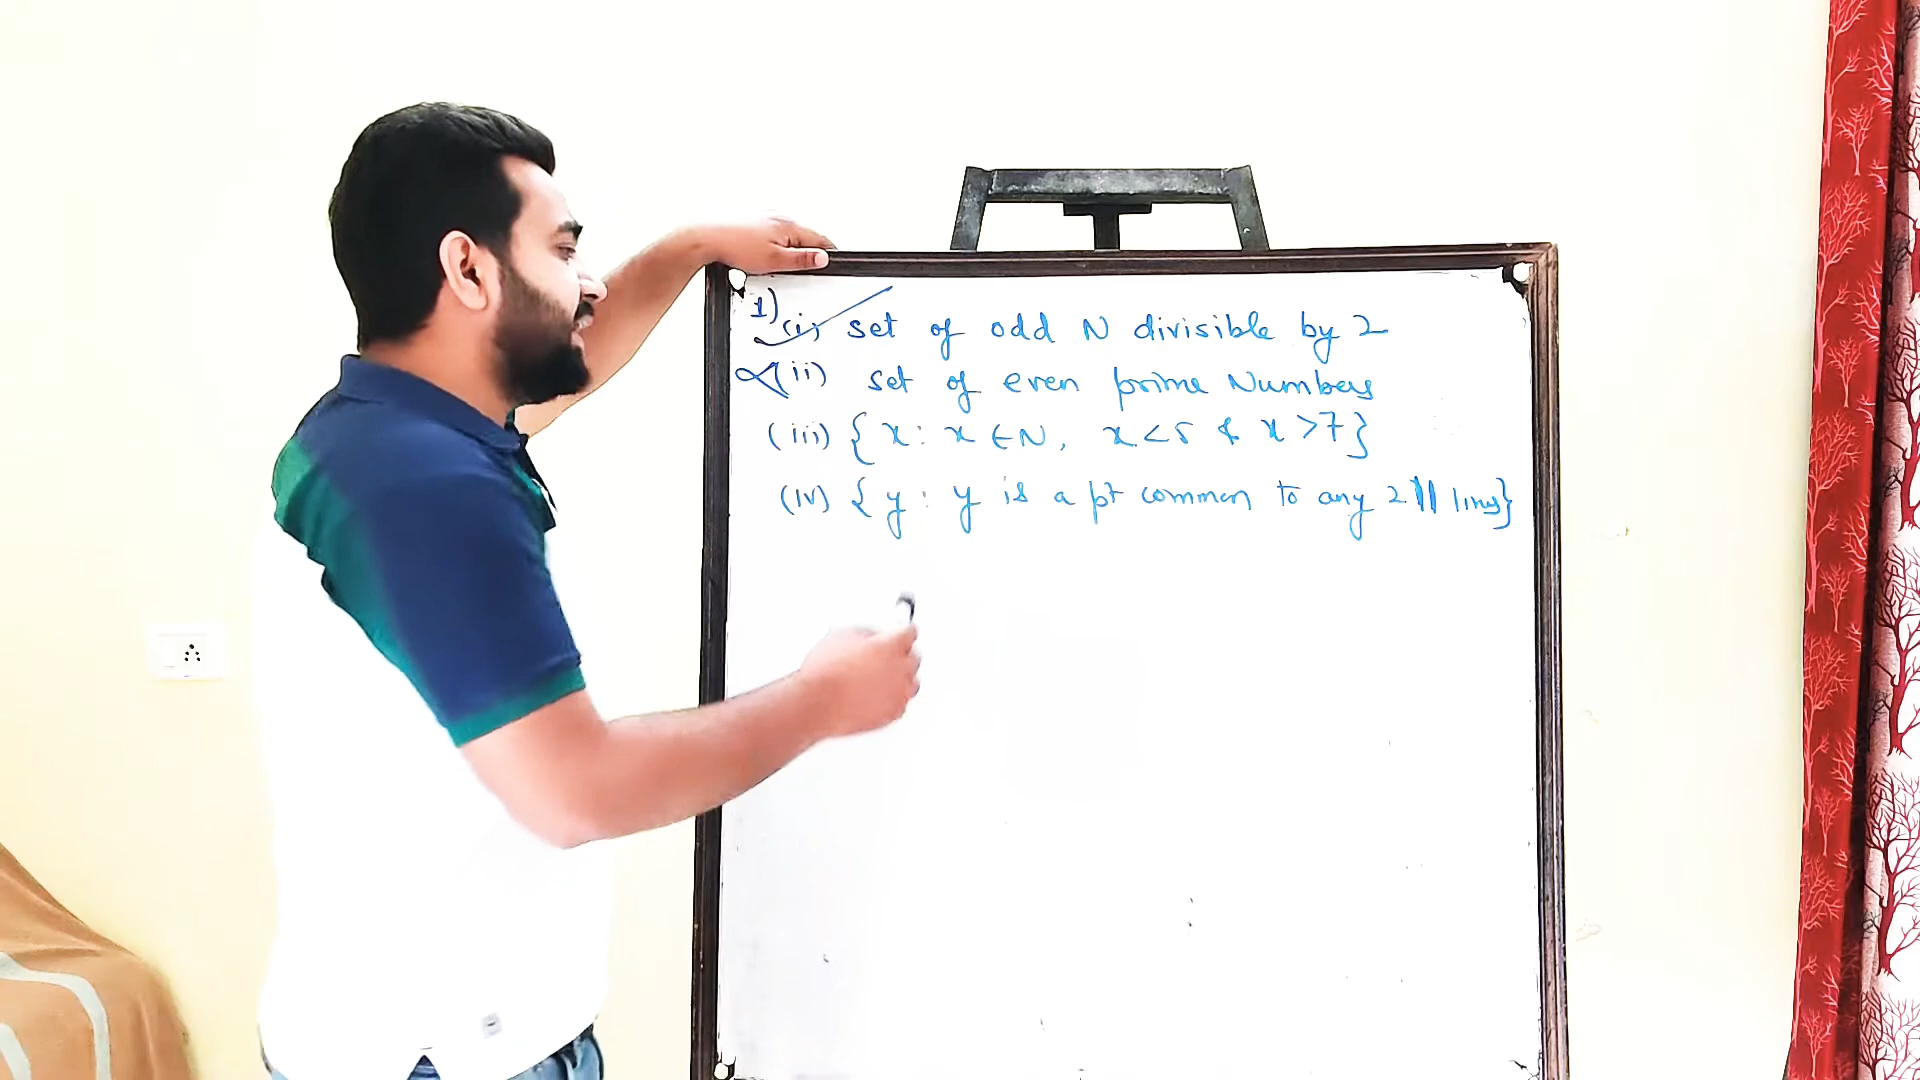 1)
(i) set of odd N divisible by 2
(ii) set of even prime Numbers
(iii) { x : x ∈ N, x < 5 & x > 7 }
(iv) { y : y is a pt common to any 2 || lines }